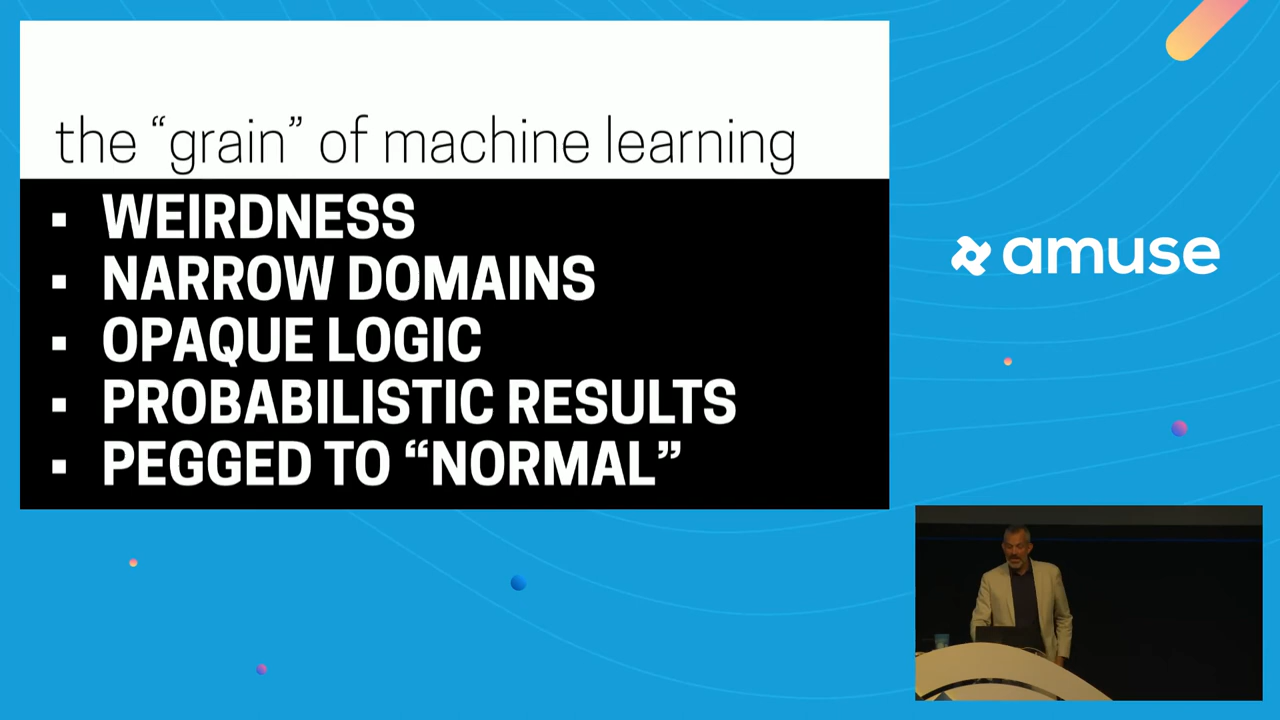 the “grain” of machine learning
▪ WEIRDNESS
▪ NARROW DOMAINS
▪ OPAQUE LOGIC
▪ PROBABILISTIC RESULTS
▪ PEGGED TO “NORMAL”
amuse